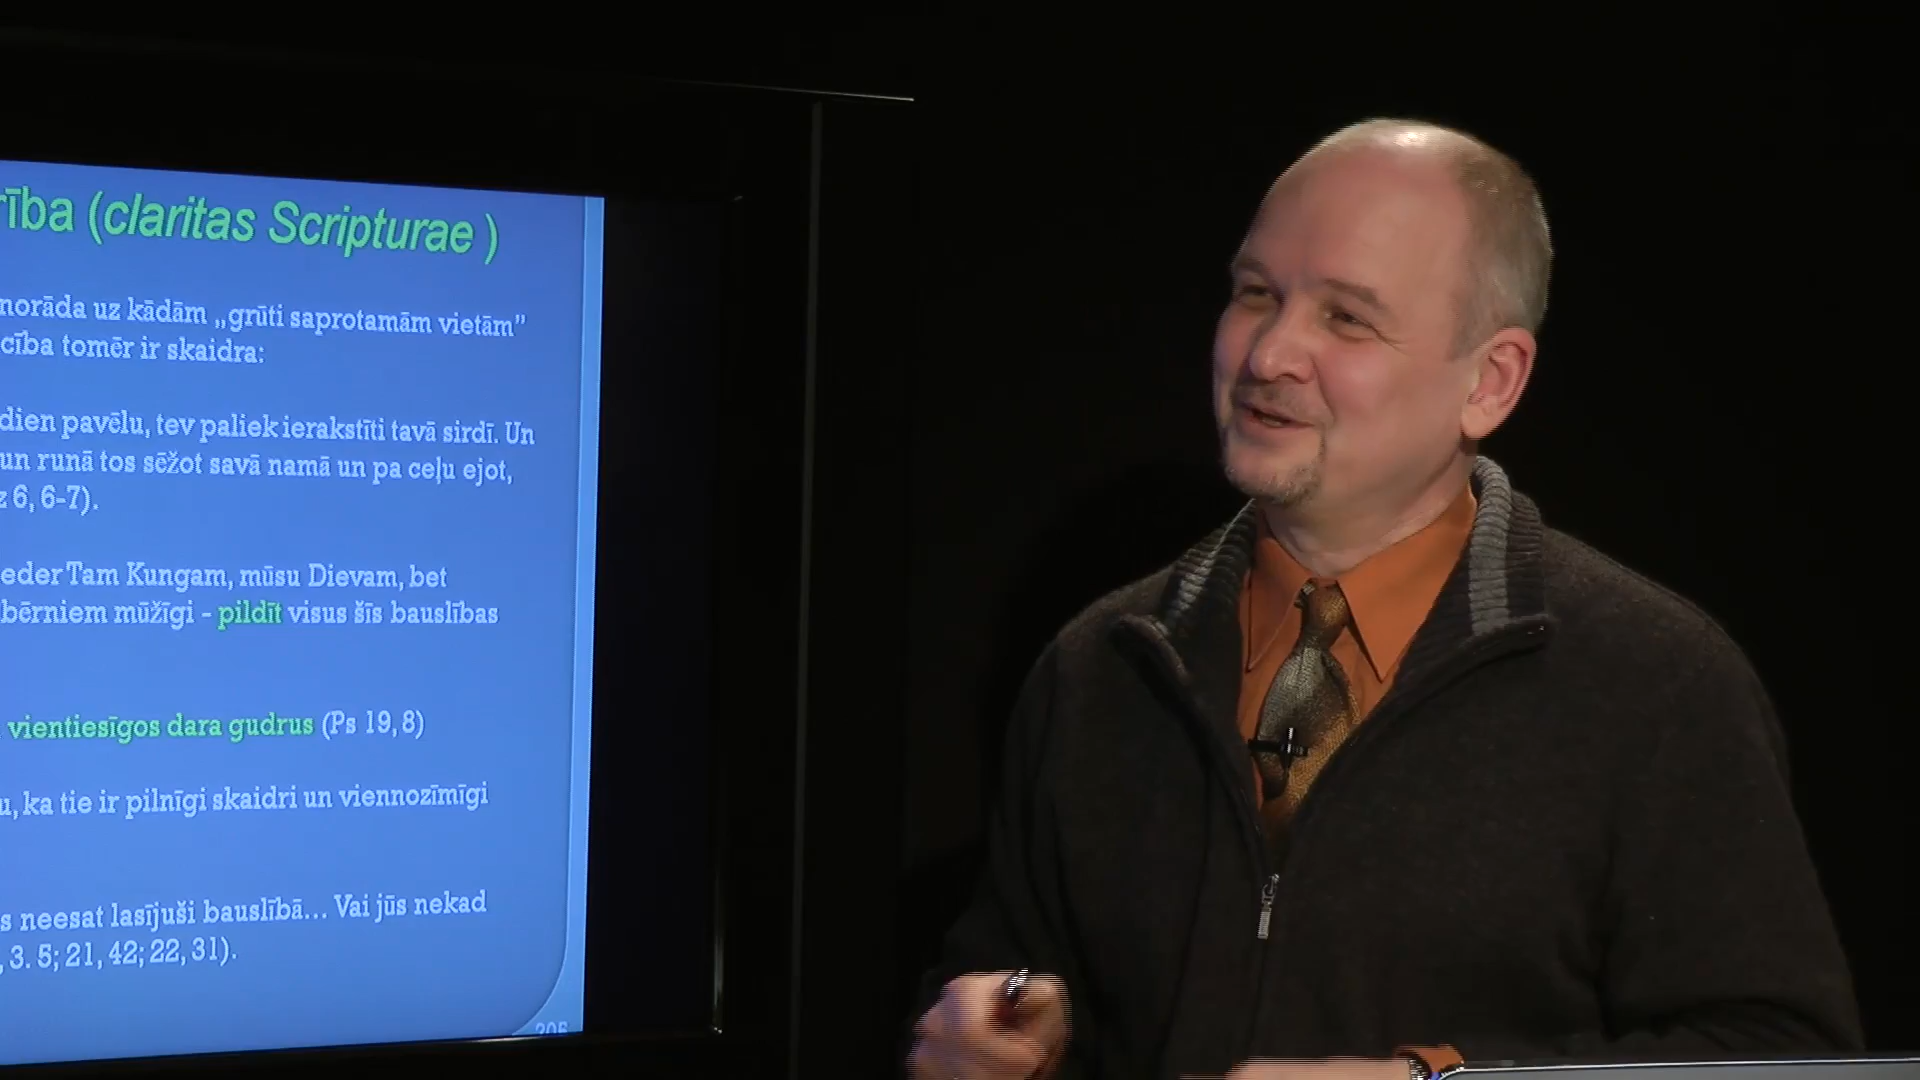 rība (claritas Scripturae )
norāda uz kādām „grūti saprotamām vietām”
cība tomēr ir skaidra:
dien pavēlu, tev paliek ierakstīti tavā sirdī. Un
un runā tos sēžot savā namā un pa ceļu ejot,
z 6, 6-7).
eder Tam Kungam, mūsu Dievam, bet
bērniem mūžīgi - pildīt visus šīs bauslības
vientiesīgos dara gudrus (Ps 19, 8)
u, ka tie ir pilnīgi skaidri un viennozīmīgi
s neesat lasījuši bauslībā... Vai jūs nekad
, 3. 5; 21, 42; 22, 31).